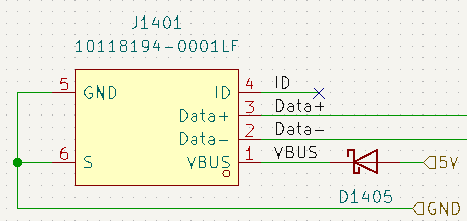 J1401
10118194-0001LF
5 GND ID 4 ID
Data+ 3 Data+
Data- 2 Data-
6 S VBUS 1 VBUS
5V
D1405
GND